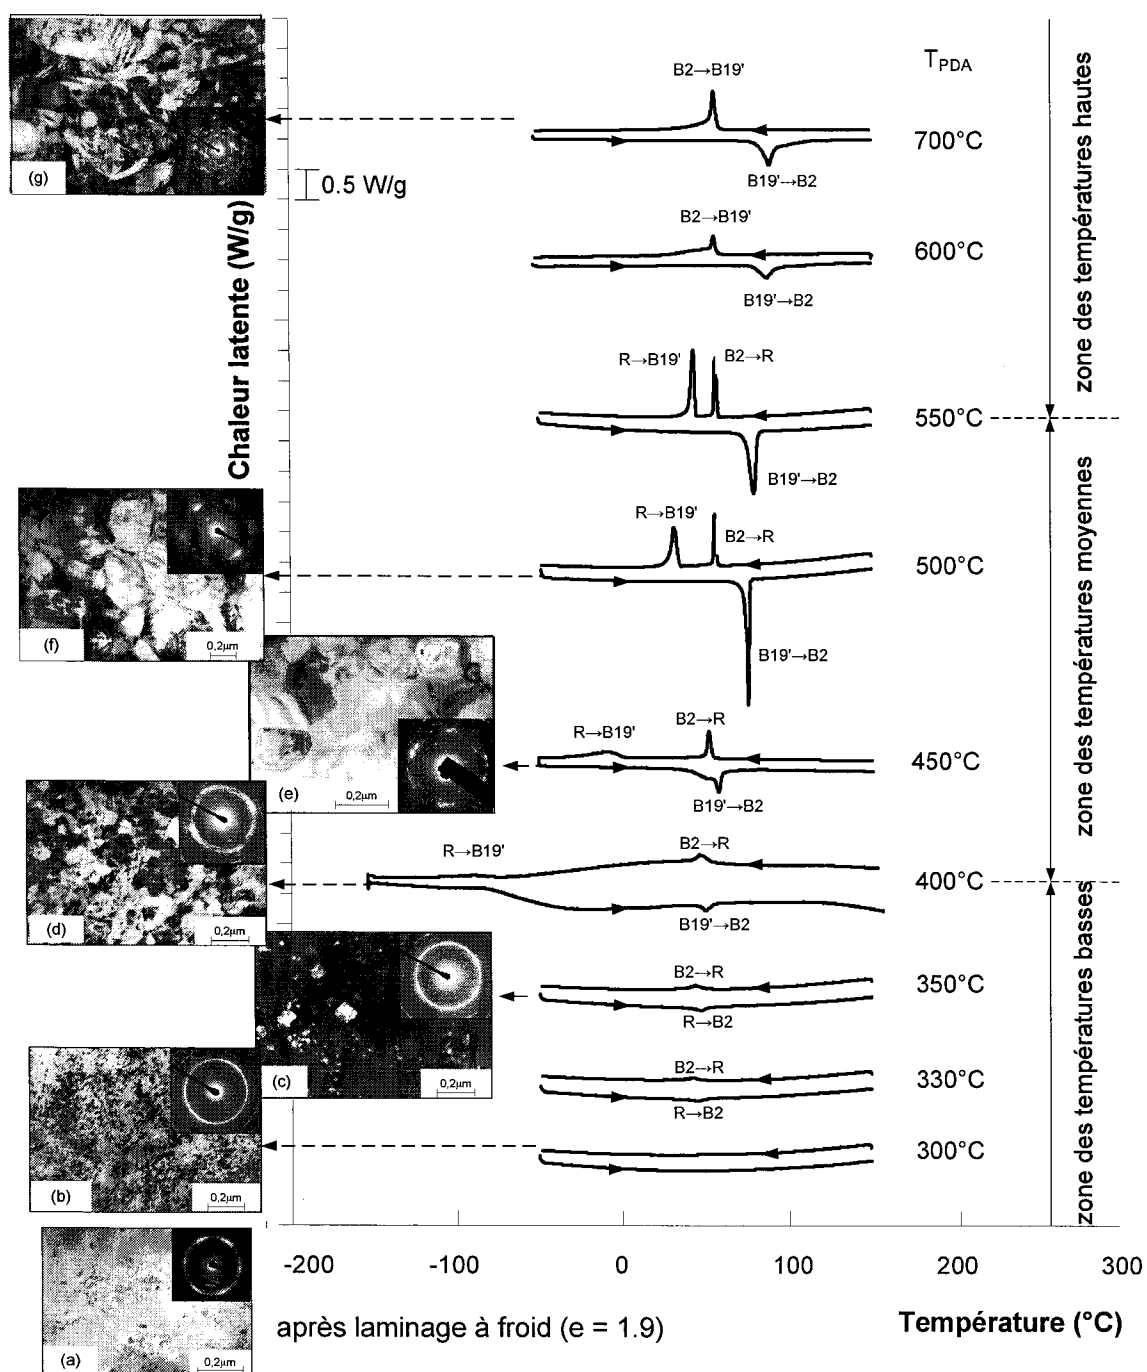 T_PDA
B2→B19'
700°C
(g)
0.5 W/g
B19'→B2
B2→B19'
600°C
B19'→B2
Chaleur latente (W/g)
zone des températures hautes
R→B19'
B2→R
550°C
B19'→B2
R→B19'
B2→R
500°C
(f)
0,2µm
B19'→B2
zone des températures moyennes
R→B19'
B2→R
450°C
(e)
0,2µm
B19'→B2
R→B19'
B2→R
400°C
(d)
0,2µm
B19'→B2
B2→R
350°C
R→B2
(c)
0,2µm
B2→R
330°C
R→B2
zone des températures basses
300°C
(b)
0,2µm
-200 -100 0 100 200 300
après laminage à froid (e = 1.9)
Température (°C)
(a)
0,2µm